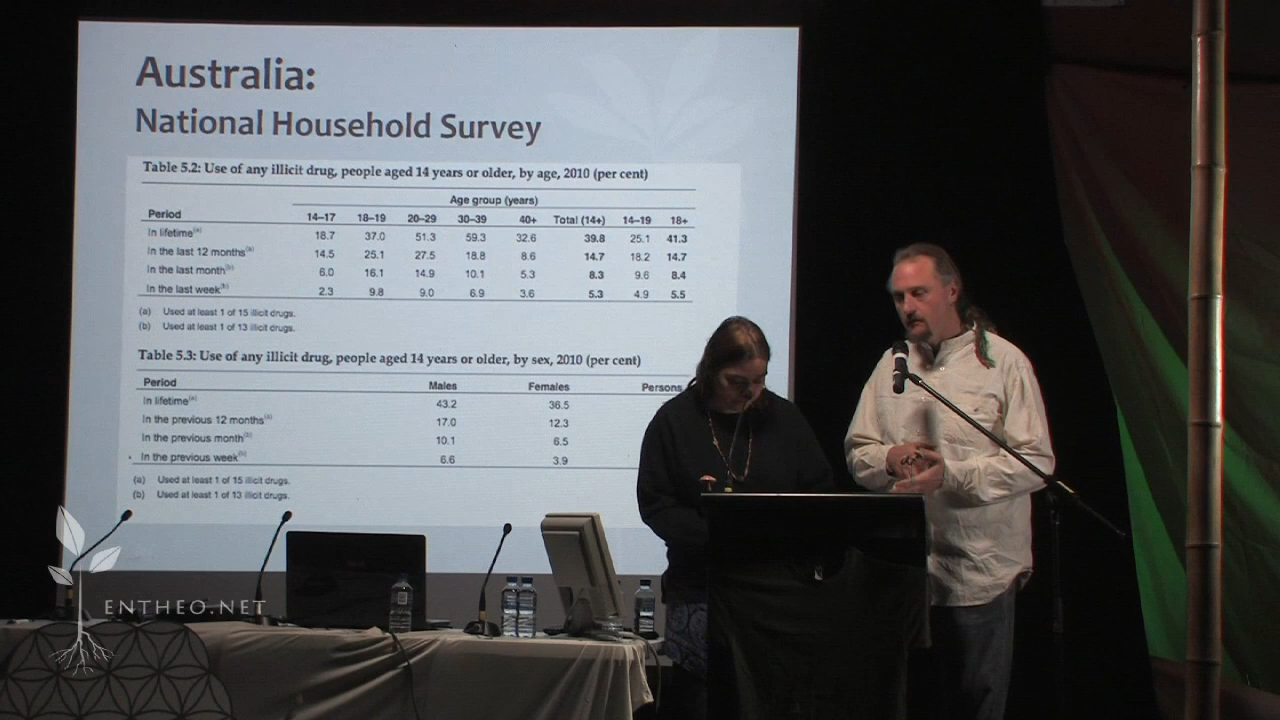 Australia:
National Household Survey
Table 5.2: Use of any illicit drug, people aged 14 years or older, by age, 2010 (per cent)
Age group (years)
Period 14–17 18–19 20–29 30–39 40+ Total (14+) 14–19 18+
In lifetime(a) 18.7 37.0 51.3 59.3 32.6 39.8 25.1 41.3
In the last 12 months(a) 14.5 25.1 27.5 18.8 8.6 14.7 18.2 14.7
In the last month(b) 6.0 16.1 14.9 10.1 5.3 8.3 9.6 8.4
In the last week(b) 2.3 9.8 9.0 6.9 3.6 5.3 4.9 5.5
(a) Used at least 1 of 15 illicit drugs.
(b) Used at least 1 of 13 illicit drugs.
Table 5.3: Use of any illicit drug, people aged 14 years or older, by sex, 2010 (per cent)
Period Males Females Persons
In lifetime(a) 43.2 36.5
In the previous 12 months(a) 17.0 12.3
In the previous month(b) 10.1 6.5
In the previous week(b) 6.6 3.9
(a) Used at least 1 of 15 illicit drugs.
(b) Used at least 1 of 13 illicit drugs.
ENTHEO.NET